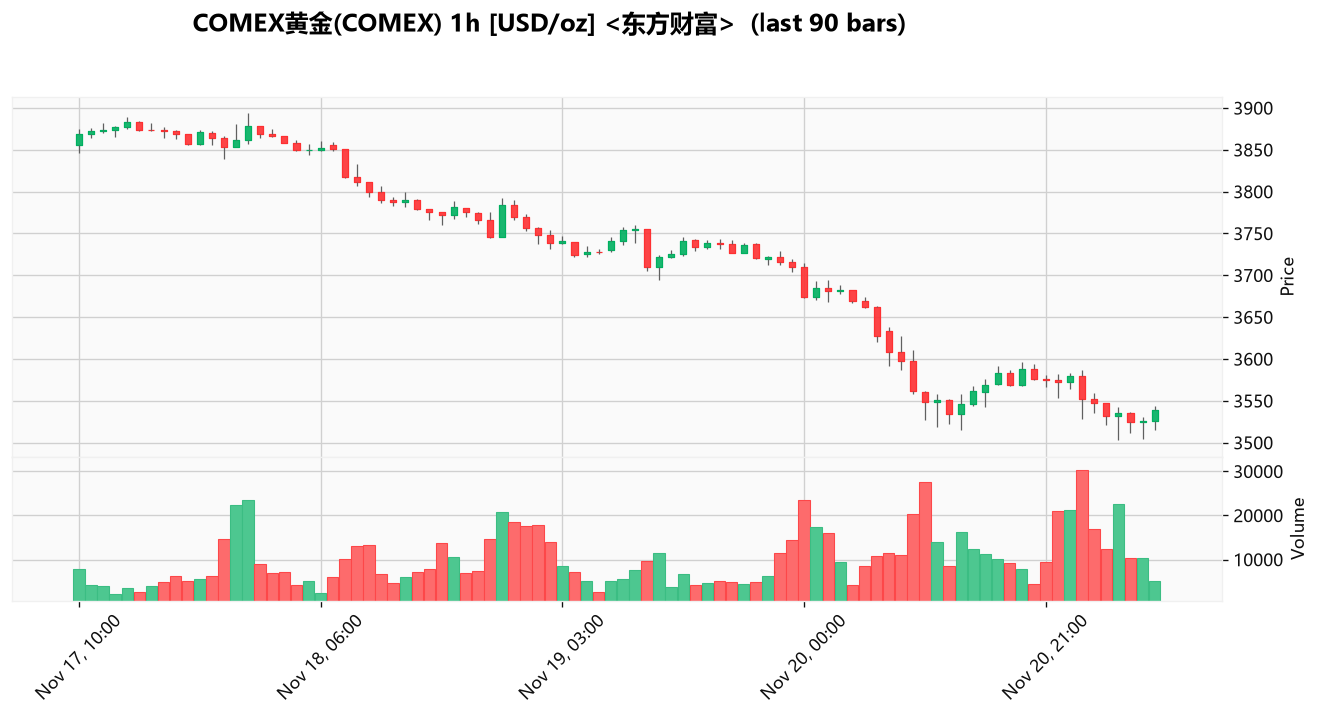 COMEX黄金(COMEX) 1h [USD/oz] <东方财富> (last 90 bars)
3900
3850
3800
3750
3700
3650
3600
3550
3500
Price
30000
20000
10000
Volume
Nov 17, 10:00
Nov 18, 06:00
Nov 19, 03:00
Nov 20, 00:00
Nov 20, 21:00